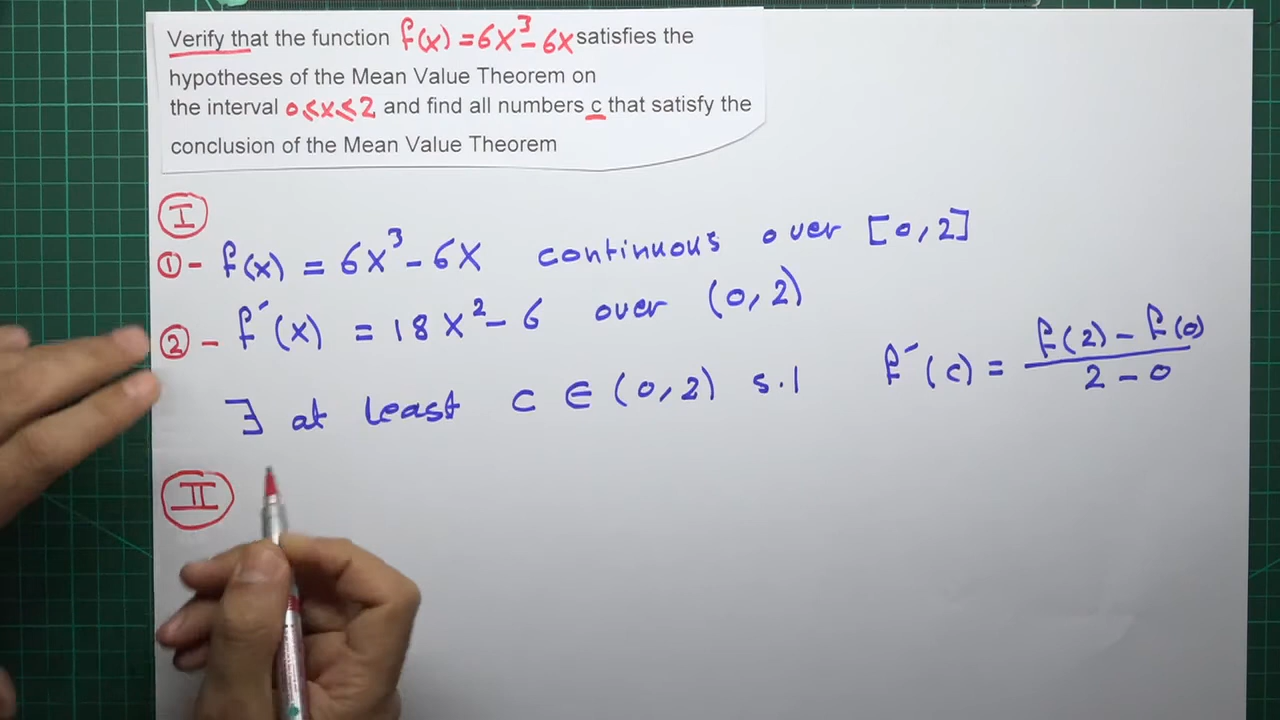 Verify that the function f(x) = 6x³ - 6x satisfies the
hypotheses of the Mean Value Theorem on
the interval 0 ≤ x ≤ 2 and find all numbers c that satisfy the
conclusion of the Mean Value Theorem
I
① - f(x) = 6x³ - 6x continuous over [0, 2]
② - f′(x) = 18x² - 6 over (0, 2)
∃ at least c ∈ (0, 2) s.t f′(c) = (f(2) - f(0)) / (2 - 0)
II